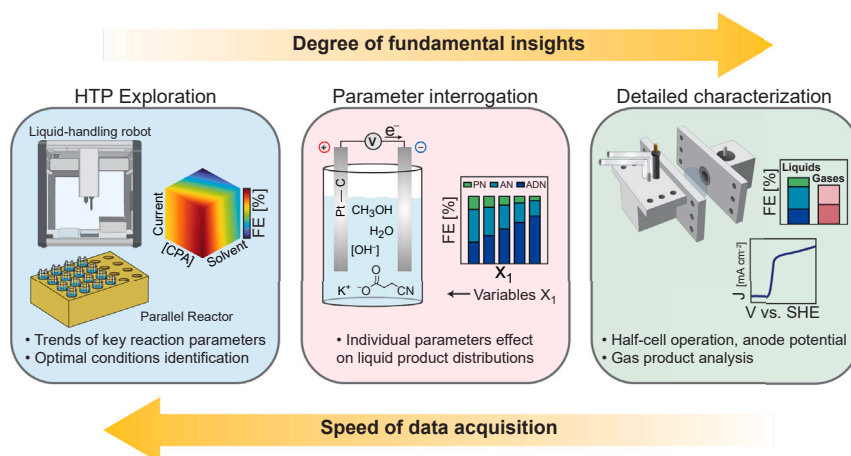 Degree of fundamental insights
HTP Exploration
Liquid-handling robot
Current
[CPA]
Solvent
FE [%]
Parallel Reactor
• Trends of key reaction parameters
• Optimal conditions identification
Parameter interrogation
e⁻
V
+
−
Pt — C
CH₃OH
H₂O
[OH⁻]
K⁺
⁻O
O
CN
PN AN ADN
FE [%]
X₁
← Variables X₁
• Individual parameters effect
on liquid product distributions
Detailed characterization
Liquids
Gases
FE [%]
J [mA cm⁻²]
V vs. SHE
• Half-cell operation, anode potential
• Gas product analysis
Speed of data acquisition